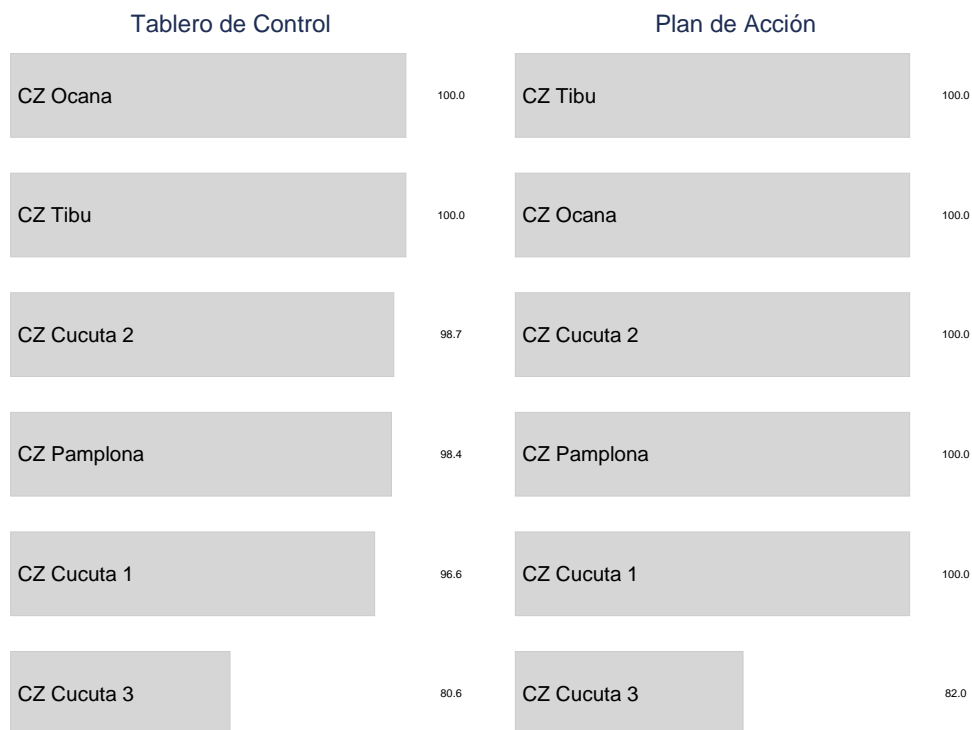 Tablero de Control
CZ Ocana 100.0
CZ Tibu 100.0
CZ Cucuta 2 98.7
CZ Pamplona 98.4
CZ Cucuta 1 96.6
CZ Cucuta 3 80.6
Plan de Acción
CZ Tibu 100.0
CZ Ocana 100.0
CZ Cucuta 2 100.0
CZ Pamplona 100.0
CZ Cucuta 1 100.0
CZ Cucuta 3 82.0